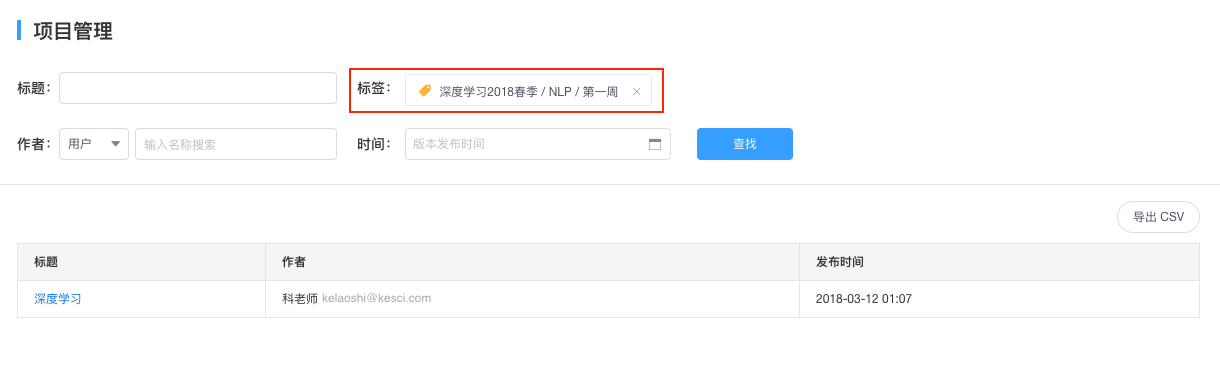 项目管理
标题: 标签: 深度学习2018春季 / NLP / 第一周 ×
作者: 用户 输入名称搜索 时间: 版本发布时间 查找
导出 CSV
标题 作者 发布时间
深度学习 科老师 kelaoshi@kesci.com 2018-03-12 01:07